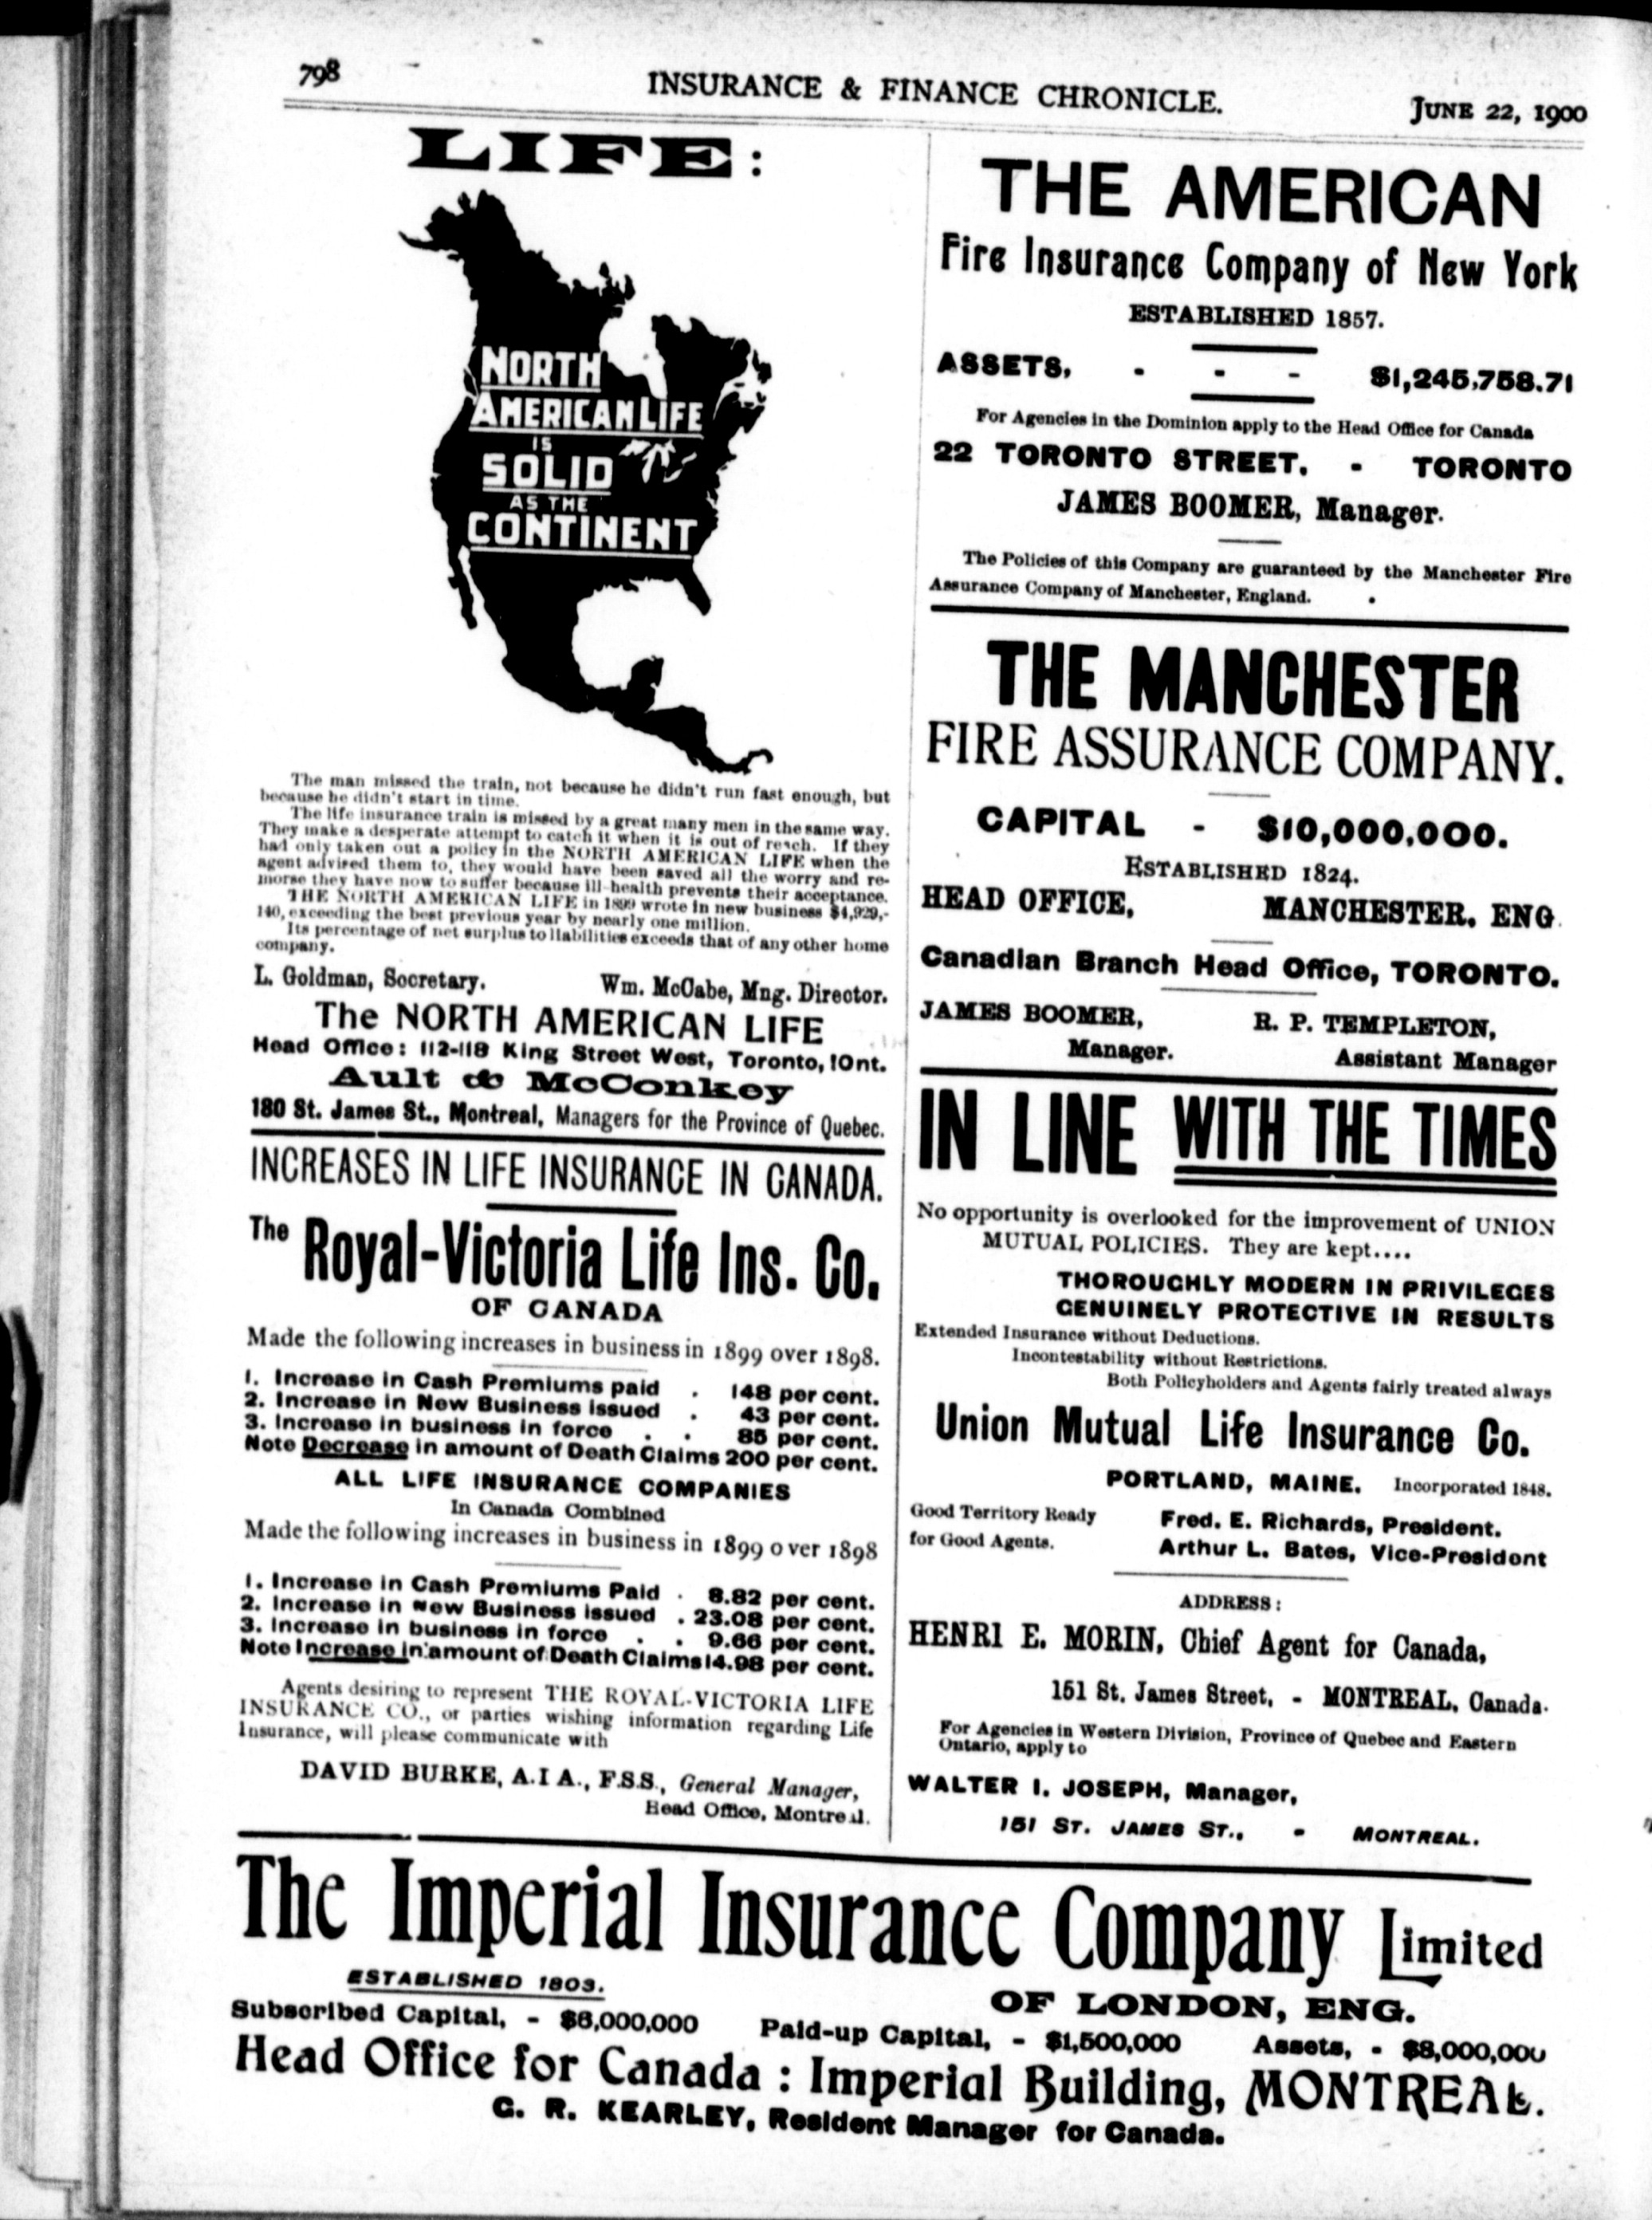 798
INSURANCE & FINANCE CHRONICLE.
JUNE 22, 1900
LIFE:
NORTH
AMERICAN LIFE
IS
SOLID
AS THE
CONTINENT
The man missed the train, not because he didn't run fast enough, but
because he didn't start in time.
The life insurance train is missed by a great many men in the same way.
They make a desperate attempt to catch it when it is out of reach. If they
had only taken out a policy in the NORTH AMERICAN LIFE when the
agent advised them to, they would have been saved all the worry and re-
morse they have now to suffer because ill-health prevents their acceptance.
THE NORTH AMERICAN LIFE in 1899 wrote in new business $4,929,-
140, exceeding the best previous year by nearly one million.
Its percentage of net surplus to liabilities exceeds that of any other home
company.
L. Goldman, Secretary. Wm. McCabe, Mng. Director.
The NORTH AMERICAN LIFE
Head Office: 112-118 King Street West, Toronto, Ont.
Ault & McConkey
180 St. James St., Montreal, Managers for the Province of Quebec.
INCREASES IN LIFE INSURANCE IN CANADA.
The Royal-Victoria Life Ins. Co.
OF CANADA
Made the following increases in business in 1899 over 1898.
1. Increase in Cash Premiums paid . 148 per cent.
2. Increase in New Business issued . 43 per cent.
3. Increase in business in force . . 85 per cent.
Note Decrease in amount of Death Claims 200 per cent.
ALL LIFE INSURANCE COMPANIES
In Canada Combined
Made the following increases in business in 1899 over 1898
1. Increase in Cash Premiums Paid . 8.82 per cent.
2. Increase in New Business issued . 23.08 per cent.
3. Increase in business in force . . 9.66 per cent.
Note Increase in amount of Death Claims 14.98 per cent.
Agents desiring to represent THE ROYAL-VICTORIA LIFE
INSURANCE CO., or parties wishing information regarding Life
Insurance, will please communicate with
DAVID BURKE, A.I A., F.S.S., General Manager,
Head Office, Montreal.
THE AMERICAN
Fire Insurance Company of New York
ESTABLISHED 1857.
ASSETS, - - - $1,245,758.71
For Agencies in the Dominion apply to the Head Office for Canada
22 TORONTO STREET, - TORONTO
JAMES BOOMER, Manager.
The Policies of this Company are guaranteed by the Manchester Fire
Assurance Company of Manchester, England.
THE MANCHESTER
FIRE ASSURANCE COMPANY.
CAPITAL - $10,000,000.
ESTABLISHED 1824.
HEAD OFFICE, MANCHESTER, ENG.
Canadian Branch Head Office, TORONTO.
JAMES BOOMER, R. P. TEMPLETON,
Manager. Assistant Manager
IN LINE WITH THE TIMES
No opportunity is overlooked for the improvement of UNION
MUTUAL POLICIES. They are kept....
THOROUGHLY MODERN IN PRIVILEGES
GENUINELY PROTECTIVE IN RESULTS
Extended Insurance without Deductions.
Incontestability without Restrictions.
Both Policyholders and Agents fairly treated always
Union Mutual Life Insurance Co.
PORTLAND, MAINE. Incorporated 1848.
Good Territory Ready
for Good Agents.
Fred. E. Richards, President.
Arthur L. Bates, Vice-President
ADDRESS:
HENRI E. MORIN, Chief Agent for Canada,
151 St. James Street, - MONTREAL, Canada.
For Agencies in Western Division, Province of Quebec and Eastern
Ontario, apply to
WALTER I. JOSEPH, Manager,
151 ST. JAMES ST., - MONTREAL.
The Imperial Insurance Company Limited
ESTABLISHED 1803.
OF LONDON, ENG.
Subscribed Capital, - $6,000,000 Paid-up Capital, - $1,500,000 Assets, - $8,000,000
Head Office for Canada : Imperial Building, MONTREAL.
G. R. KEARLEY, Resident Manager for Canada.